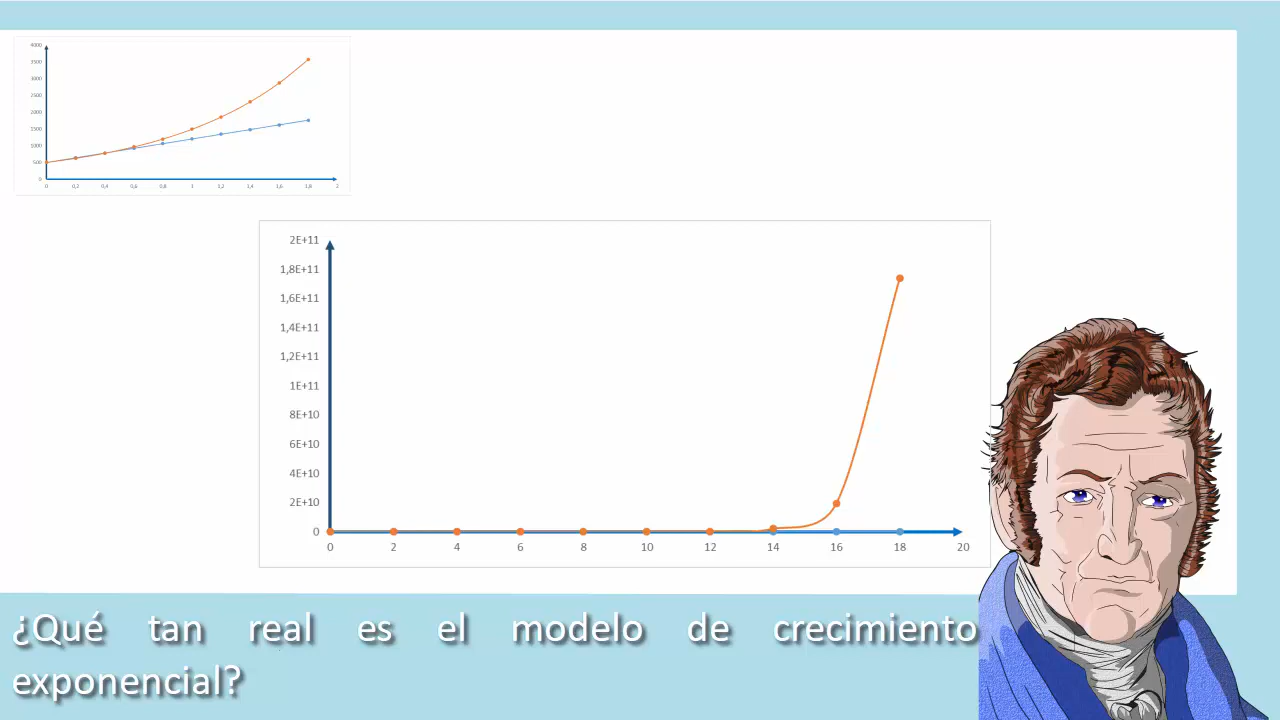 4000
3500
3000
2500
2000
1500
1000
500
0
0 0,2 0,4 0,6 0,8 1 1,2 1,4 1,6 1,8 2
2E+11
1,8E+11
1,6E+11
1,4E+11
1,2E+11
1E+11
8E+10
6E+10
4E+10
2E+10
0
0 2 4 6 8 10 12 14 16 18 20
¿Qué tan real es el modelo de crecimiento
exponencial?